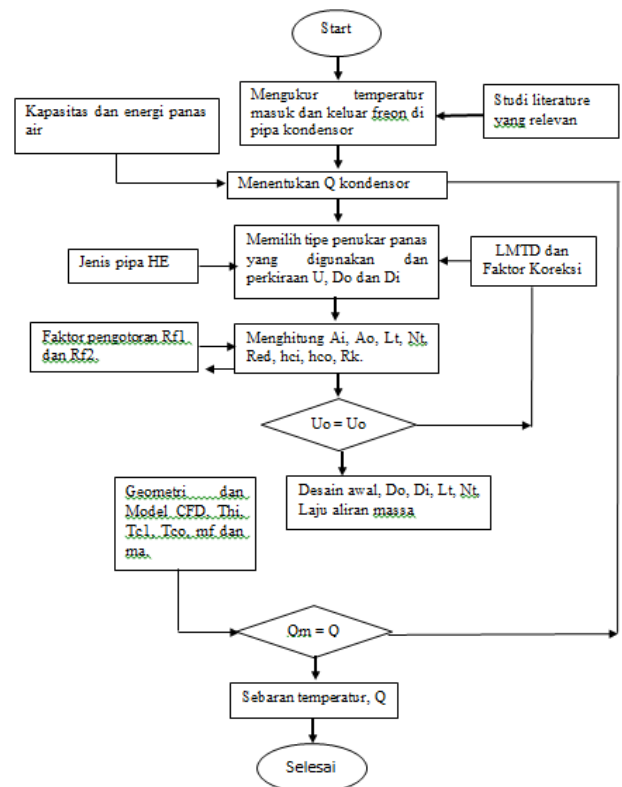 Start
Mengukur temperatur
masuk dan keluar freon di
pipa kondensor
Studi literature
yang relevan
Kapasitas dan energi panas
air
Menentukan Q kondensor
Memilih tipe penukar panas
yang digunakan dan
perkiraan U, Do dan Di
Jenis pipa HE
LMTD dan
Faktor Koreksi
Faktor pengotoran Rf1,
dan Rf2,
Menghitung Ai, Ao, Lt, Nt,
Red, hci, hco, Rk.
Uo = Uo
Desain awal, Do, Di, Lt, Nt,
Laju aliran massa
Geometri dan
Model CFD, Thi,
Tc1, Tco, mf dan
ma,
Qm = Q
Sebaran temperatur, Q
Selesai